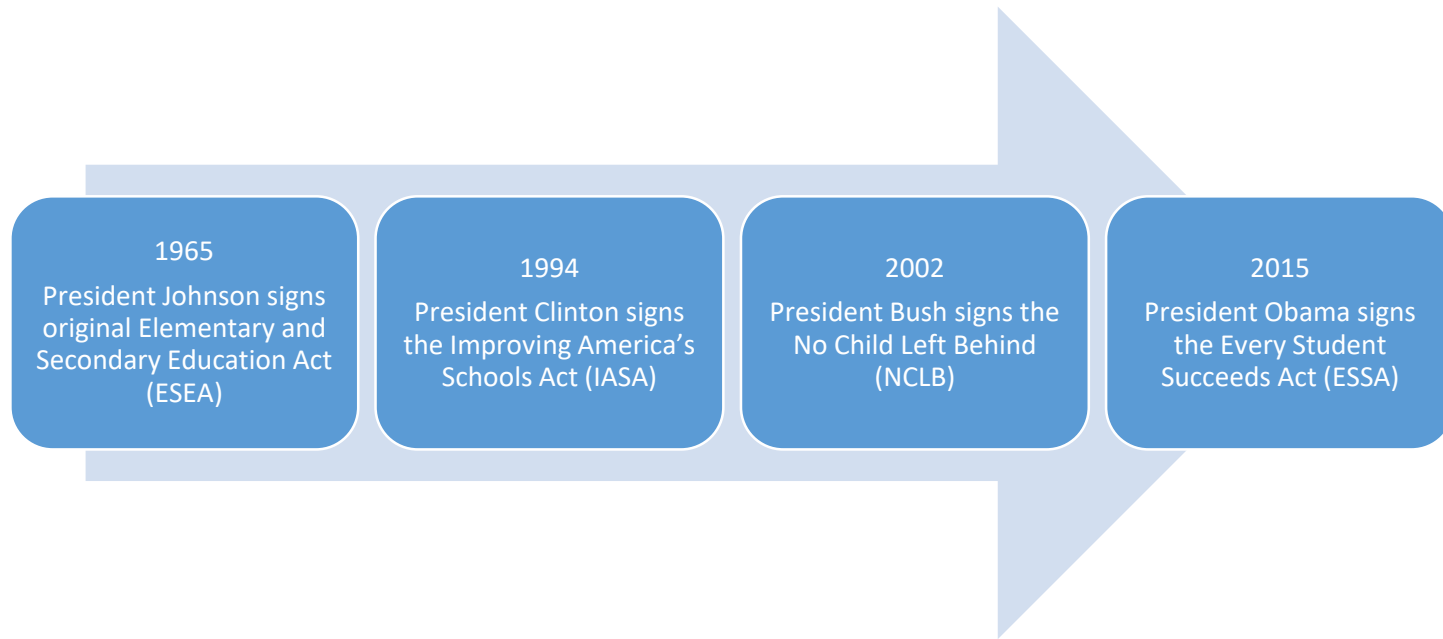 1965
President Johnson signs
original Elementary and
Secondary Education Act
(ESEA)
1994
President Clinton signs
the Improving America’s
Schools Act (IASA)
2002
President Bush signs the
No Child Left Behind
(NCLB)
2015
President Obama signs
the Every Student
Succeeds Act (ESSA)